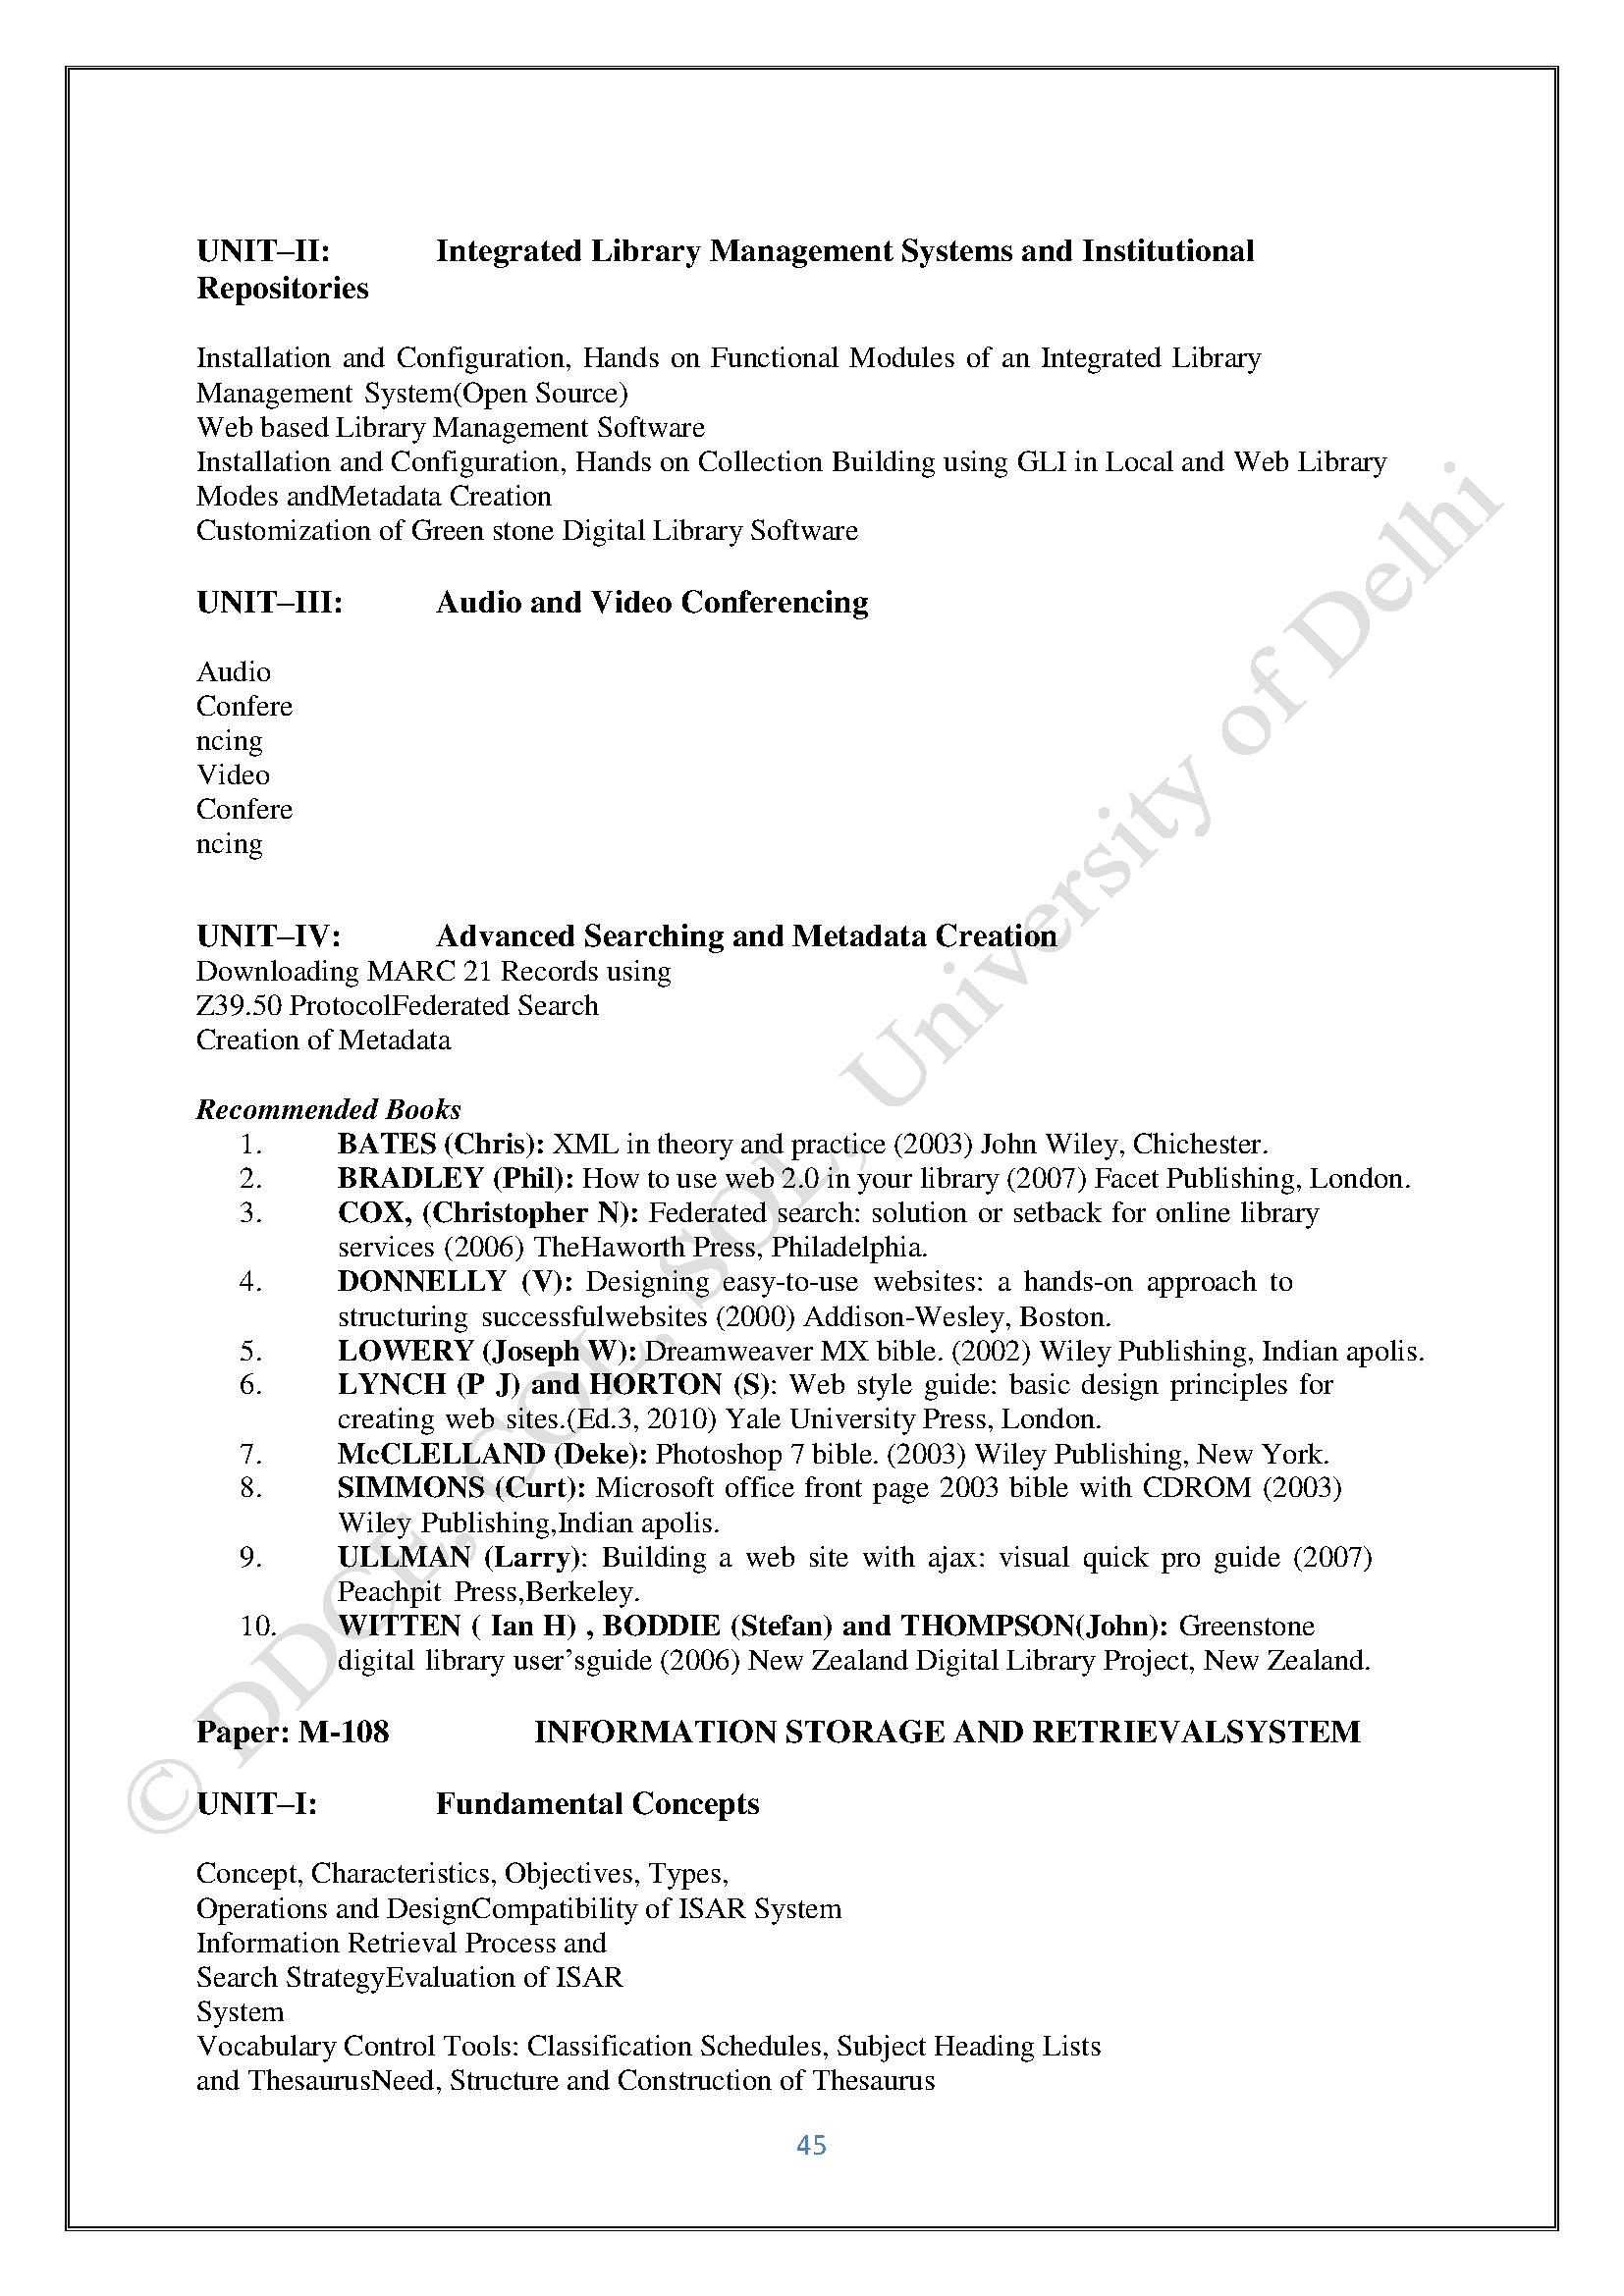 UNIT–II: Integrated Library Management Systems and Institutional
Repositories
Installation and Configuration, Hands on Functional Modules of an Integrated Library
Management System(Open Source)
Web based Library Management Software
Installation and Configuration, Hands on Collection Building using GLI in Local and Web Library
Modes andMetadata Creation
Customization of Green stone Digital Library Software
UNIT–III: Audio and Video Conferencing
Audio
Confere
ncing
Video
Confere
ncing
UNIT–IV: Advanced Searching and Metadata Creation
Downloading MARC 21 Records using
Z39.50 ProtocolFederated Search
Creation of Metadata
Recommended Books
1. BATES (Chris): XML in theory and practice (2003) John Wiley, Chichester.
2. BRADLEY (Phil): How to use web 2.0 in your library (2007) Facet Publishing, London.
3. COX, (Christopher N): Federated search: solution or setback for online library
services (2006) TheHaworth Press, Philadelphia.
4. DONNELLY (V): Designing easy-to-use websites: a hands-on approach to
structuring successfulwebsites (2000) Addison-Wesley, Boston.
5. LOWERY (Joseph W): Dreamweaver MX bible. (2002) Wiley Publishing, Indian apolis.
6. LYNCH (P J) and HORTON (S): Web style guide: basic design principles for
creating web sites.(Ed.3, 2010) Yale University Press, London.
7. McCLELLAND (Deke): Photoshop 7 bible. (2003) Wiley Publishing, New York.
8. SIMMONS (Curt): Microsoft office front page 2003 bible with CDROM (2003)
Wiley Publishing,Indian apolis.
9. ULLMAN (Larry): Building a web site with ajax: visual quick pro guide (2007)
Peachpit Press,Berkeley.
10. WITTEN ( Ian H) , BODDIE (Stefan) and THOMPSON(John): Greenstone
digital library user’sguide (2006) New Zealand Digital Library Project, New Zealand.
Paper: M-108 INFORMATION STORAGE AND RETRIEVALSYSTEM
UNIT–I: Fundamental Concepts
Concept, Characteristics, Objectives, Types,
Operations and DesignCompatibility of ISAR System
Information Retrieval Process and
Search StrategyEvaluation of ISAR
System
Vocabulary Control Tools: Classification Schedules, Subject Heading Lists
and ThesaurusNeed, Structure and Construction of Thesaurus
45
© DDCE, COL, SOL, University of Delhi